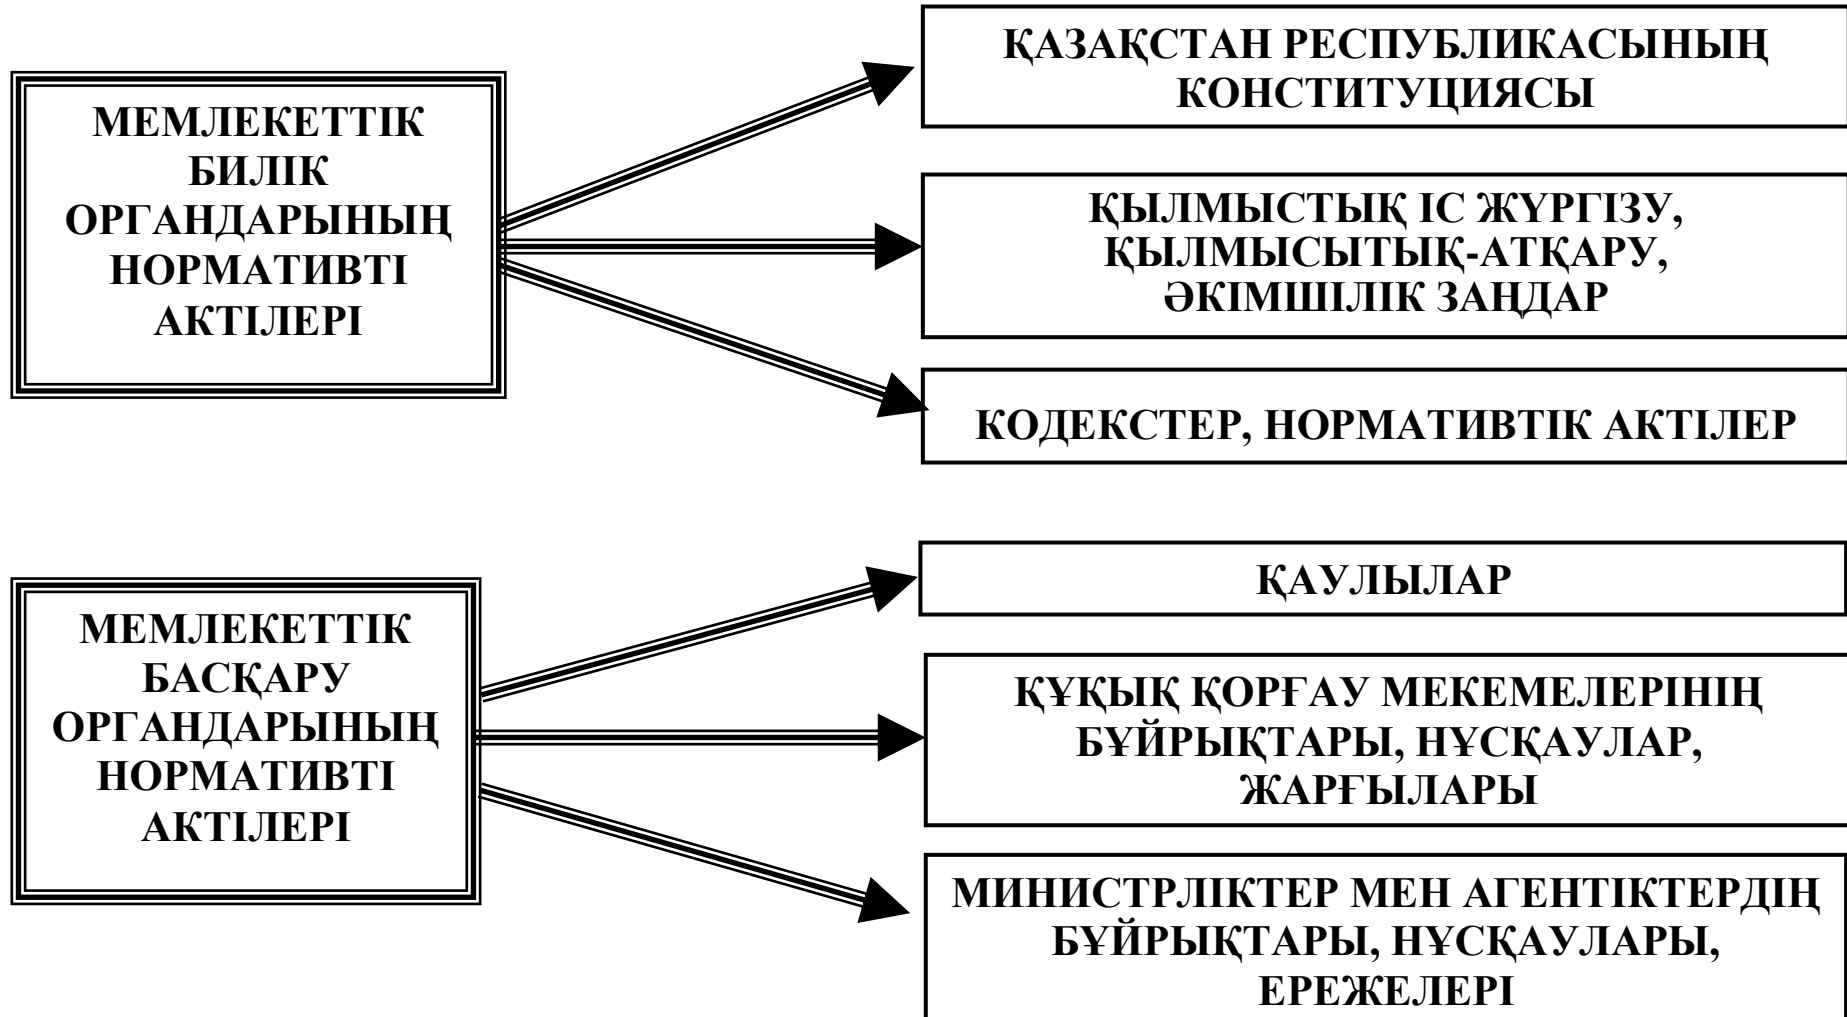 МЕМЛЕКЕТТІК
БИЛІК
ОРГАНДАРЫНЫҢ
НОРМАТИВТІ
АКТІЛЕРІ
ҚАЗАҚСТАН РЕСПУБЛИКАСЫНЫҢ
КОНСТИТУЦИЯСЫ
ҚЫЛМЫСТЫҚ ІС ЖҮРГІЗУ,
ҚЫЛМЫСЫТЫҚ-АТҚАРУ,
ӘКІМШІЛІК ЗАҢДАР
КОДЕКСТЕР, НОРМАТИВТІК АКТІЛЕР
МЕМЛЕКЕТТІК
БАСҚАРУ
ОРГАНДАРЫНЫҢ
НОРМАТИВТІ
АКТІЛЕРІ
ҚАУЛЫЛАР
ҚҰҚЫҚ ҚОРҒАУ МЕКЕМЕЛЕРІНІҢ
БҰЙРЫҚТАРЫ, НҰСҚАУЛАР,
ЖАРҒЫЛАРЫ
МИНИСТРЛІКТЕР МЕН АГЕНТІКТЕРДІҢ
БҰЙРЫҚТАРЫ, НҰСҚАУЛАРЫ,
ЕРЕЖЕЛЕРІ